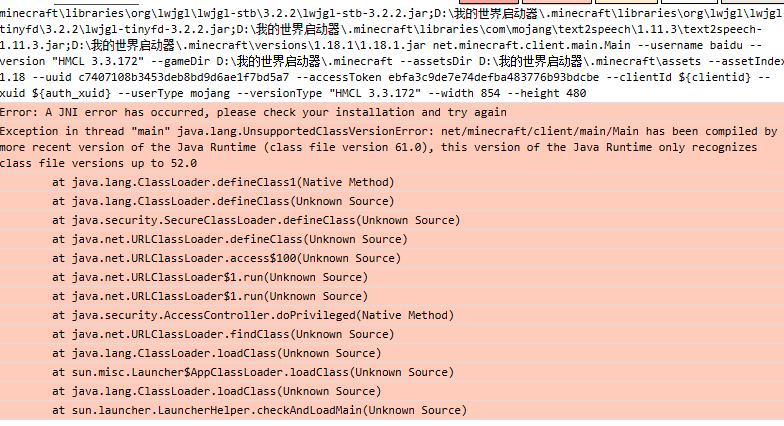 minecraft\libraries\org\lwjgl\lwjgl-stb\3.2.2\lwjgl-stb-3.2.2.jar;D:\我的世界启动器\.minecraft\libraries\org\lwjgl\lwjgl
tinyfd\3.2.2\lwjgl-tinyfd-3.2.2.jar;D:\我的世界启动器\.minecraft\libraries\com\mojang\text2speech\1.11.3\text2speech-
1.11.3.jar;D:\我的世界启动器\.minecraft\versions\1.18.1\1.18.1.jar net.minecraft.client.main.Main --username baidu --
version "HMCL 3.3.172" --gameDir D:\我的世界启动器\.minecraft --assetsDir D:\我的世界启动器\.minecraft\assets --assetIndex
1.18 --uuid c7407108b3453deb8bd9d6ae1f7bd5a7 --accessToken ebfa3c9de7e74defba483776b93bdcbe --clientId ${clientid} --
xuid ${auth_xuid} --userType mojang --versionType "HMCL 3.3.172" --width 854 --height 480
Error: A JNI error has occurred, please check your installation and try again
Exception in thread "main" java.lang.UnsupportedClassVersionError: net/minecraft/client/main/Main has been compiled by
more recent version of the Java Runtime (class file version 61.0), this version of the Java Runtime only recognizes
class file versions up to 52.0
at java.lang.ClassLoader.defineClass1(Native Method)
at java.lang.ClassLoader.defineClass(Unknown Source)
at java.security.SecureClassLoader.defineClass(Unknown Source)
at java.net.URLClassLoader.defineClass(Unknown Source)
at java.net.URLClassLoader.access$100(Unknown Source)
at java.net.URLClassLoader$1.run(Unknown Source)
at java.net.URLClassLoader$1.run(Unknown Source)
at java.security.AccessController.doPrivileged(Native Method)
at java.net.URLClassLoader.findClass(Unknown Source)
at java.lang.ClassLoader.loadClass(Unknown Source)
at sun.misc.Launcher$AppClassLoader.loadClass(Unknown Source)
at java.lang.ClassLoader.loadClass(Unknown Source)
at sun.launcher.LauncherHelper.checkAndLoadMain(Unknown Source)